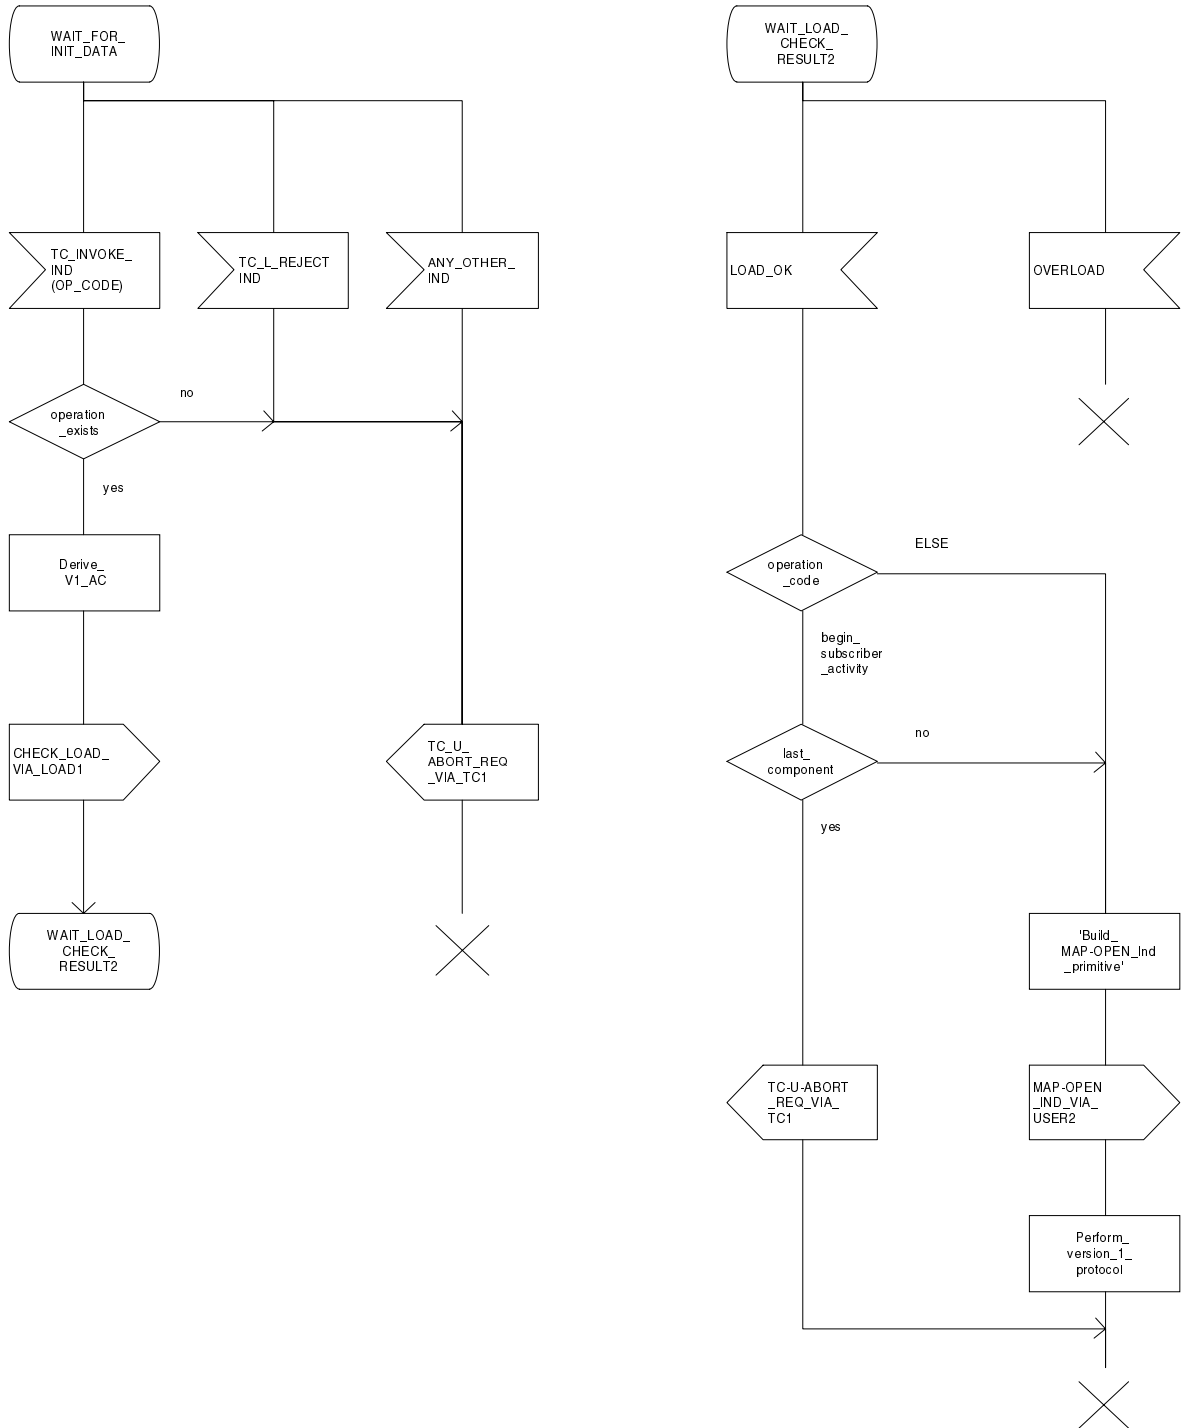 WAIT_FOR_
INIT_DATA
TC_INVOKE_
IND
(OP_CODE)
TC_L_REJECT
IND
ANY_OTHER_
IND
operation
_exists
no
yes
Derive_
V1_AC
CHECK_LOAD_
VIA_LOAD1
TC_U_
ABORT_REQ
_VIA_TC1
WAIT_LOAD_
CHECK_
RESULT2
WAIT_LOAD_
CHECK_
RESULT2
LOAD_OK
OVERLOAD
operation
_code
ELSE
begin_
subscriber
_activity
last_
component
no
yes
'Build_
MAP-OPEN_Ind
_primitive'
TC-U-ABORT
_REQ_VIA_
TC1
MAP-OPEN
_IND_VIA_
USER2
Perform_
version_1_
protocol